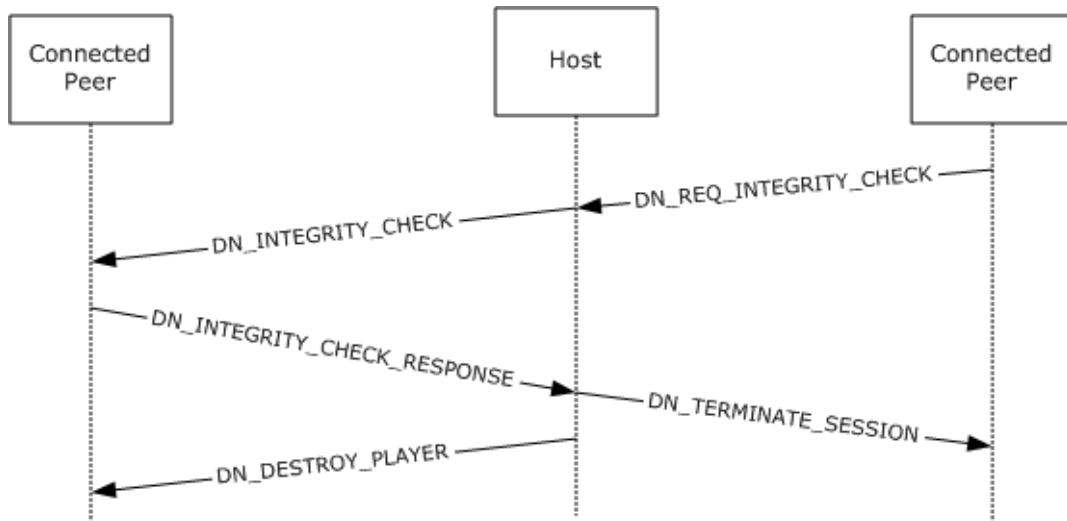 Connected
Peer
Host
Connected
Peer
DN_REQ_INTEGRITY_CHECK
DN_INTEGRITY_CHECK
DN_INTEGRITY_CHECK_RESPONSE
DN_TERMINATE_SESSION
DN_DESTROY_PLAYER